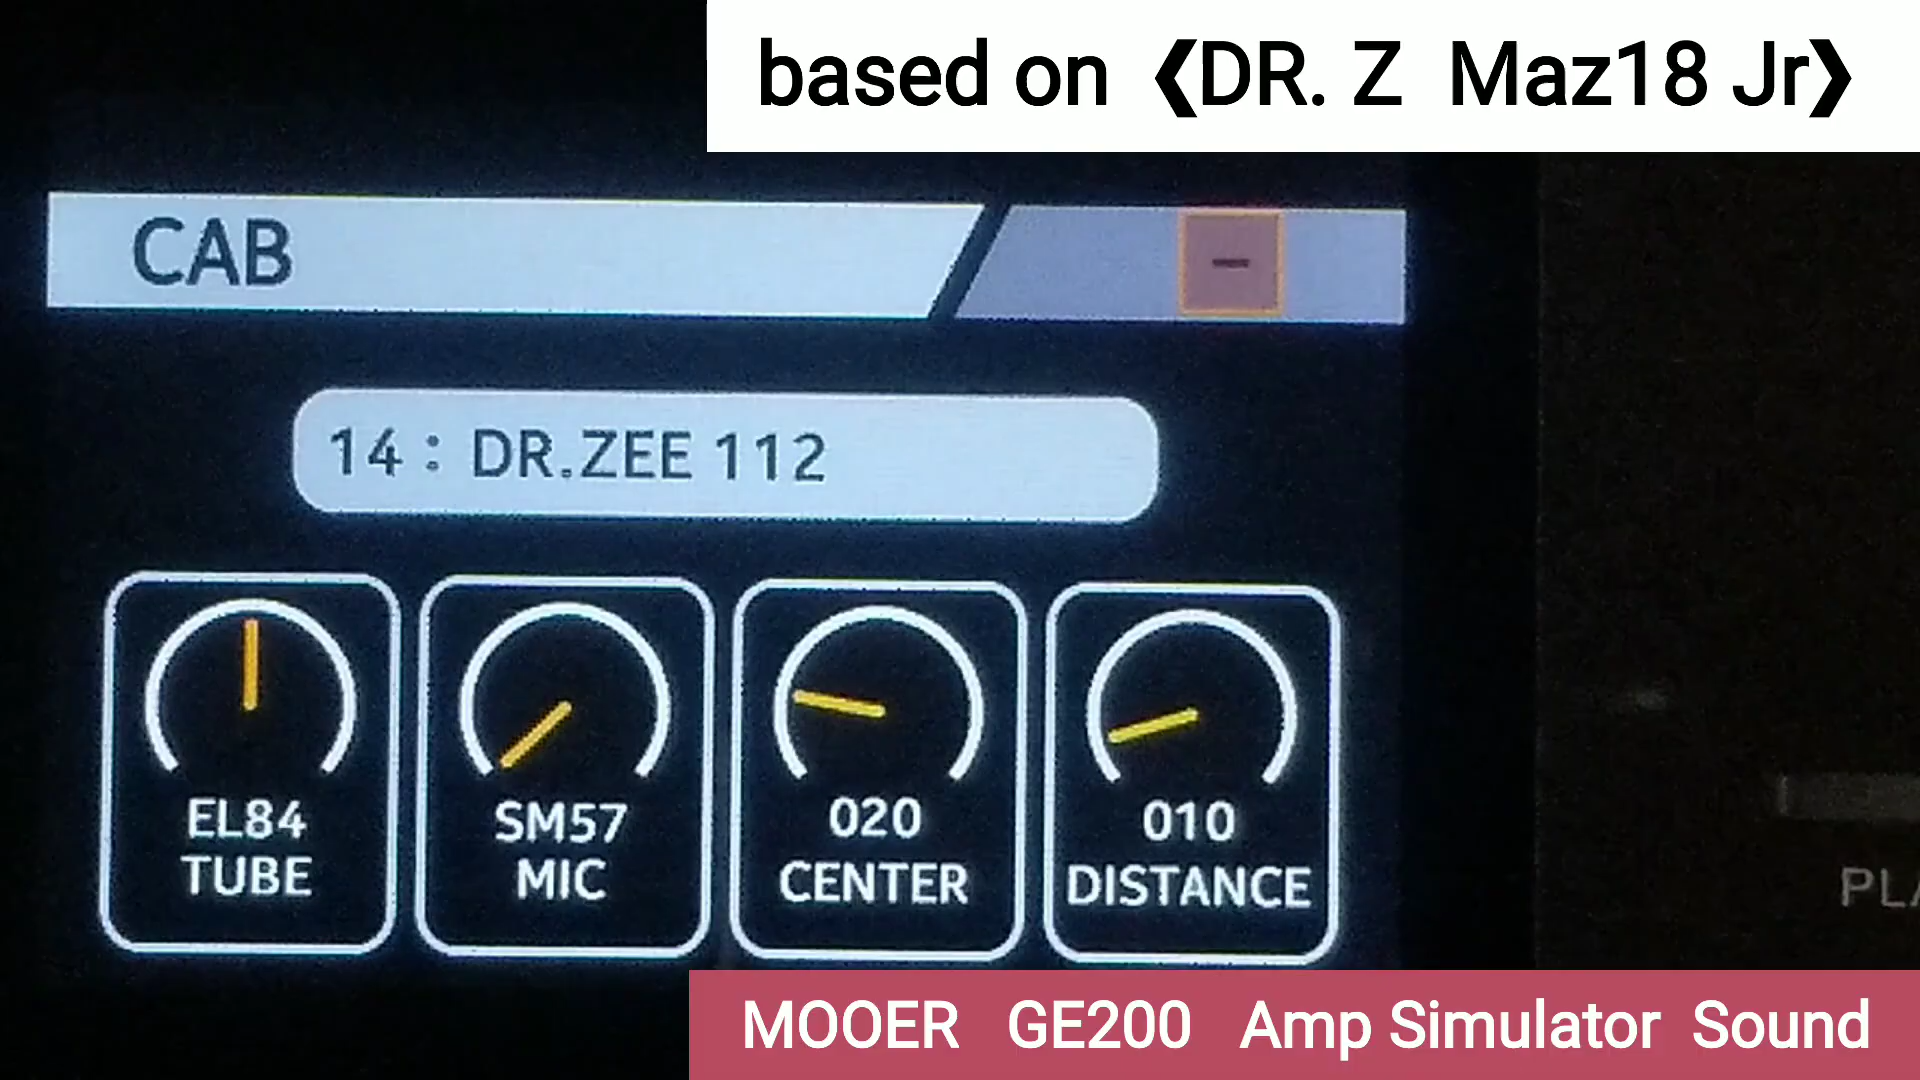 based on ❮DR. Z Maz18 Jr❯
CAB
–
14 : DR.ZEE 112
EL84
TUBE
SM57
MIC
020
CENTER
010
DISTANCE
PLA
MOOER GE200 Amp Simulator Sound